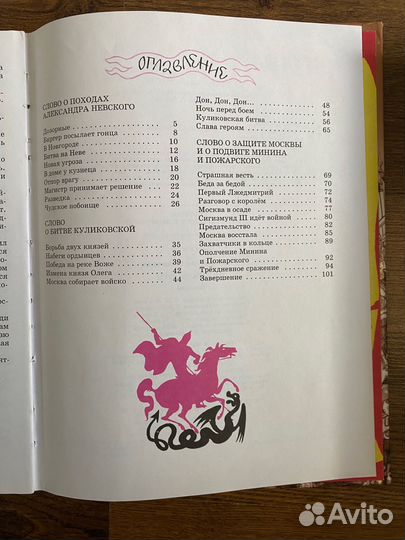 ОГЛАВЛЕНИЕ
СЛОВО О ПОХОДАХ
АЛЕКСАНДРА НЕВСКОГО
Дозорные 5
Биргер посылает гонца 8
В Новгороде 10
Битва на Неве 12
Новая угроза 16
В доме у кузнеца 18
Отпор врагу 20
Магистр принимает решение 22
Разведка 24
Чудское побоище 26
СЛОВО
О БИТВЕ КУЛИКОВСКОЙ
Борьба двух князей 35
Набеги ордынцев 36
Победа на реке Воже 39
Измена князя Олега 42
Москва собирает войско 44
Дон, Дон, Дон... 48
Ночь перед боем 54
Куликовская битва 56
Слава героям 65
СЛОВО О ЗАЩИТЕ МОСКВЫ
И О ПОДВИГЕ МИНИНА
И ПОЖАРСКОГО
Страшная весть 69
Беда за бедой 70
Первый Лжедмитрий 72
Разговор с королём 74
Москва в осаде 77
Сигизмунд III идёт войной 80
Предательство 82
Москва восстала 85
Захватчики в кольце 89
Ополчение Минина
и Пожарского 92
Трёхдневное сражение 94
Завершение 101
Avito